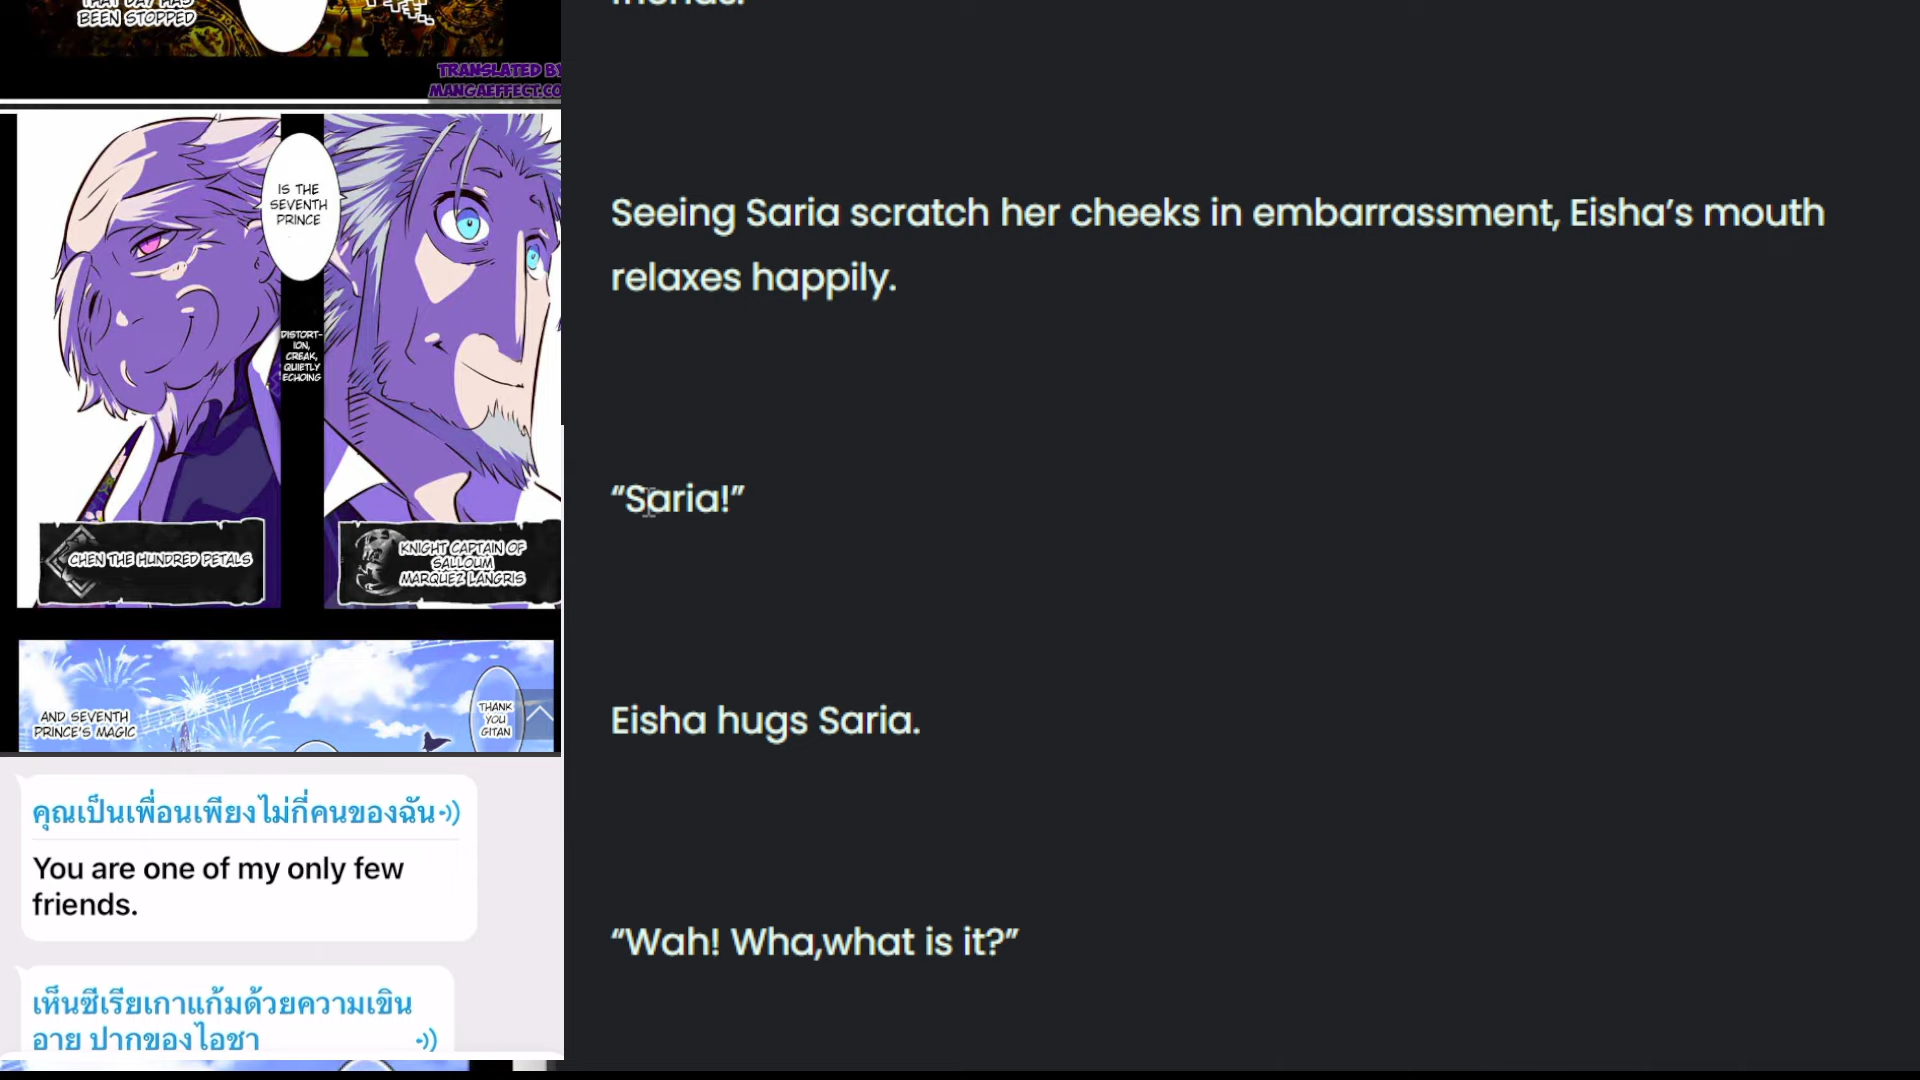 THAT DAY HAS
BEEN STOPPED
TRANSLATED BY
MANGAEFFECT.CO
IS THE
SEVENTH
PRINCE
DISTORT-
ION,
CREAK,
QUIETLY
ECHOING
CHEN THE HUNDRED PETALS
KNIGHT CAPTAIN OF
SALLOUM
MARQUEZ LANGRIS
AND SEVENTH
PRINCE'S MAGIC
THANK
YOU
GITAN
คุณเป็นเพื่อนเพียงไม่กี่คนของฉัน
You are one of my only few
friends.
เห็นซีเรียเกาแก้มด้วยความเขิน
อาย ปากของไอชา
friends.
Seeing Saria scratch her cheeks in embarrassment, Eisha’s mouth
relaxes happily.
“Saria!”
Eisha hugs Saria.
“Wah! Wha,what is it?”